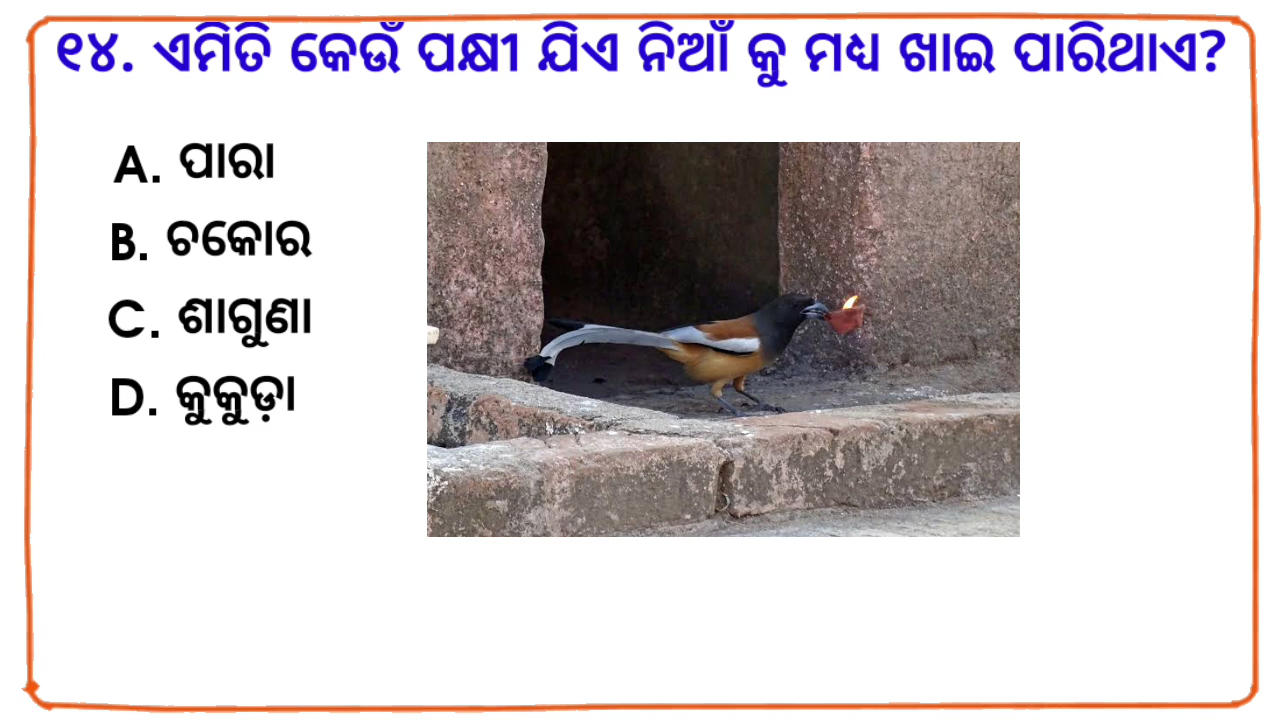 ୧୪. ଏମିତି କେଉଁ ପକ୍ଷୀ ଯିଏ ନିଆଁ କୁ ମଧ୍ୟ ଖାଇ ପାରିଥାଏ?
A. ପାରା
B. ଚକୋର
C. ଶାଗୁଣା
D. କୁକୁଡ଼ା